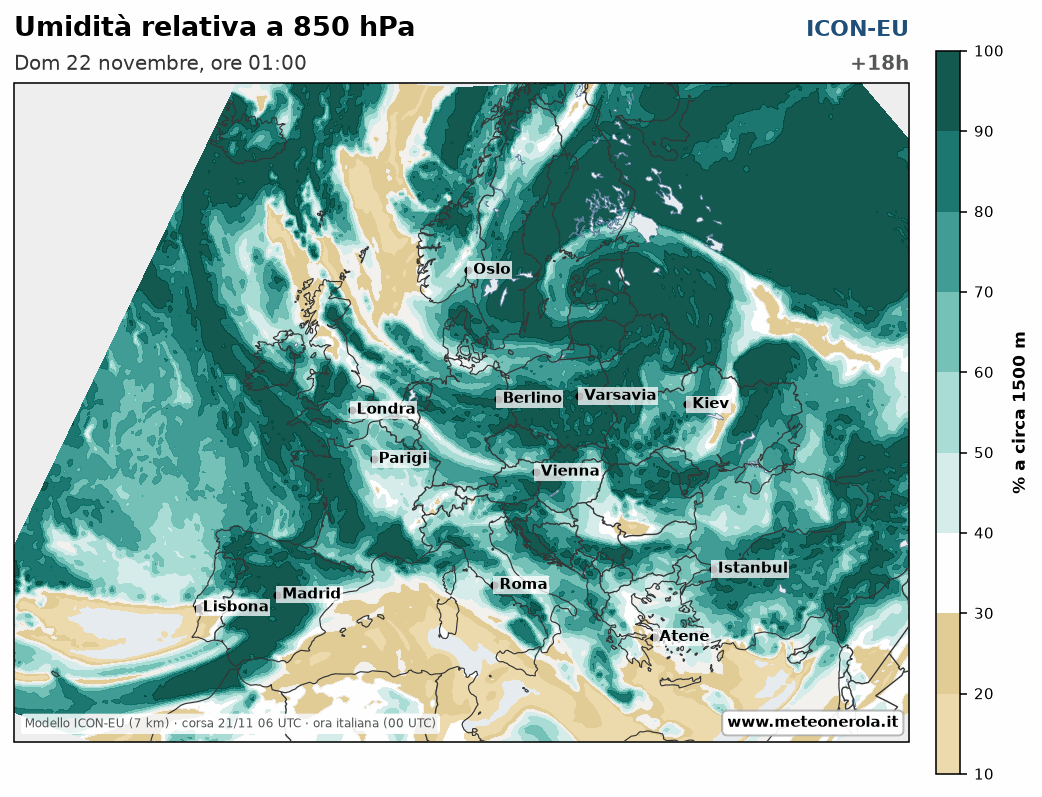 Umidità relativa a 850 hPa
ICON-EU
Dom 22 novembre, ore 01:00
+18h
100
90
80
70
60
50
40
30
20
10
% a circa 1500 m
Oslo
Berlino
Varsavia
Kiev
Londra
Parigi
Vienna
Istanbul
Roma
Madrid
Lisbona
Atene
Modello ICON-EU (7 km) · corsa 21/11 06 UTC · ora italiana (00 UTC)
www.meteonerola.it